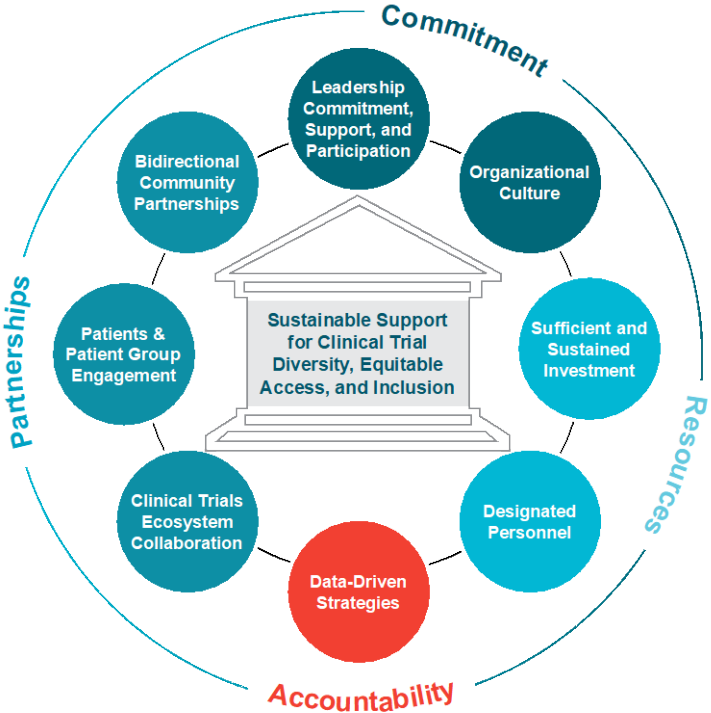 Commitment
Leadership
Commitment,
Support, and
Participation
Organizational
Culture
Sufficient and
Sustained
Investment
Resources
Designated
Personnel
Data-Driven
Strategies
Accountability
Clinical Trials
Ecosystem
Collaboration
Patients &
Patient Group
Engagement
Partnerships
Bidirectional
Community
Partnerships
Sustainable Support
for Clinical Trial
Diversity, Equitable
Access, and Inclusion